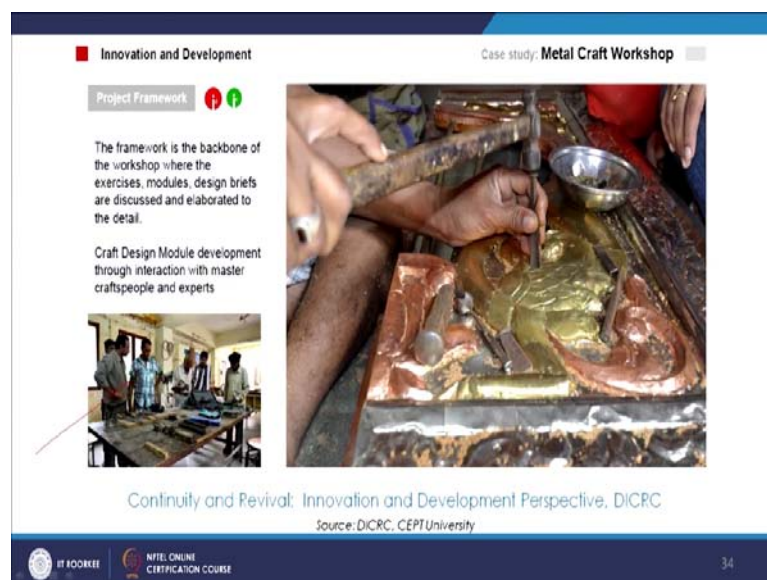 Innovation and Development
Case study: Metal Craft Workshop
Project Framework
The framework is the backbone of
the workshop where the
exercises, modules, design briefs
are discussed and elaborated to
the detail.
Craft Design Module development
through interaction with master
craftspeople and experts
Continuity and Revival: Innovation and Development Perspective, DICRC
Source: DICRC, CEPT University
IIT ROORKEE
NPTEL ONLINE
CERTIFICATION COURSE
34